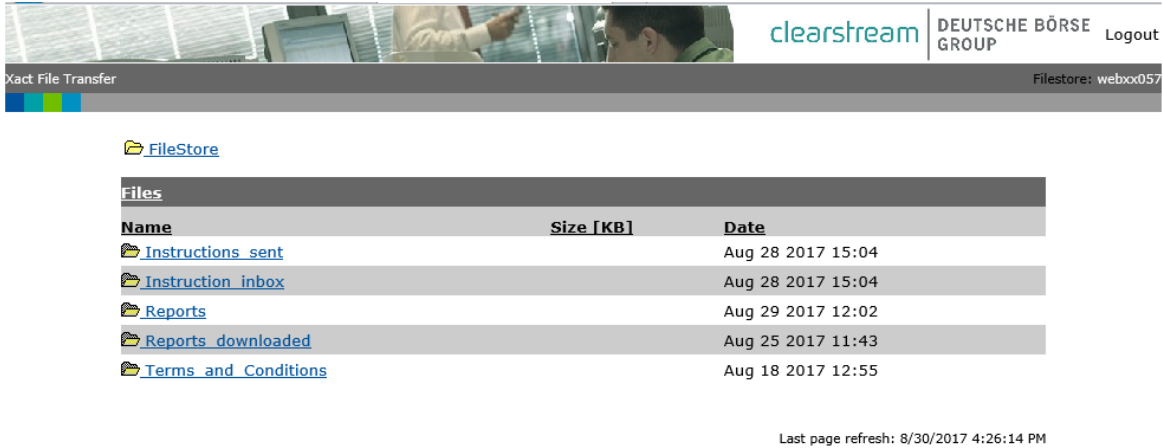 clearstream DEUTSCHE BÖRSE GROUP Logout
Xact File Transfer Filestore: webxx057
FileStore
Files
Name Size [KB] Date
Instructions_sent Aug 28 2017 15:04
Instruction_inbox Aug 28 2017 15:04
Reports Aug 29 2017 12:02
Reports_downloaded Aug 25 2017 11:43
Terms_and_Conditions Aug 18 2017 12:55
Last page refresh: 8/30/2017 4:26:14 PM